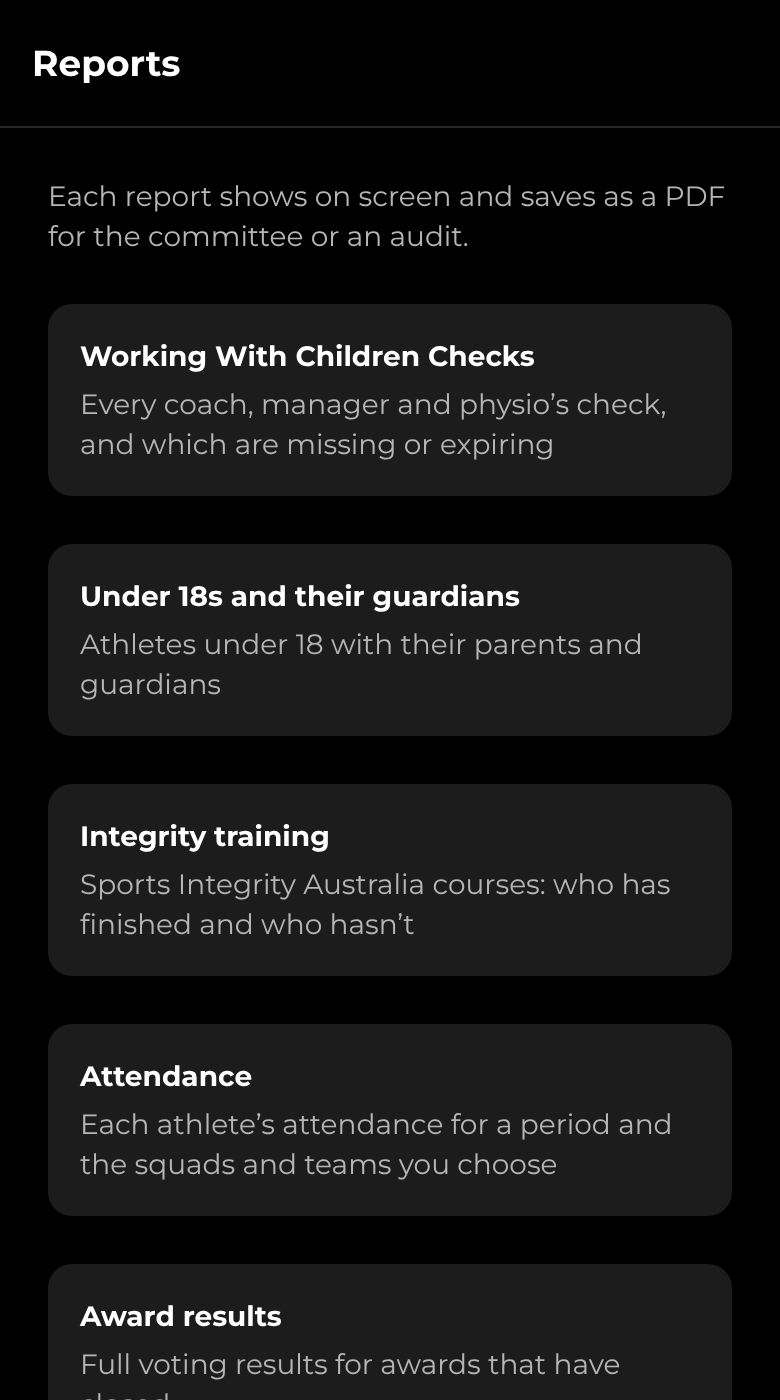 Reports
Each report shows on screen and saves as a PDF
for the committee or an audit.
Working With Children Checks
Every coach, manager and physio’s check,
and which are missing or expiring
Under 18s and their guardians
Athletes under 18 with their parents and
guardians
Integrity training
Sports Integrity Australia courses: who has
finished and who hasn’t
Attendance
Each athlete’s attendance for a period and
the squads and teams you choose
Award results
Full voting results for awards that have
closed